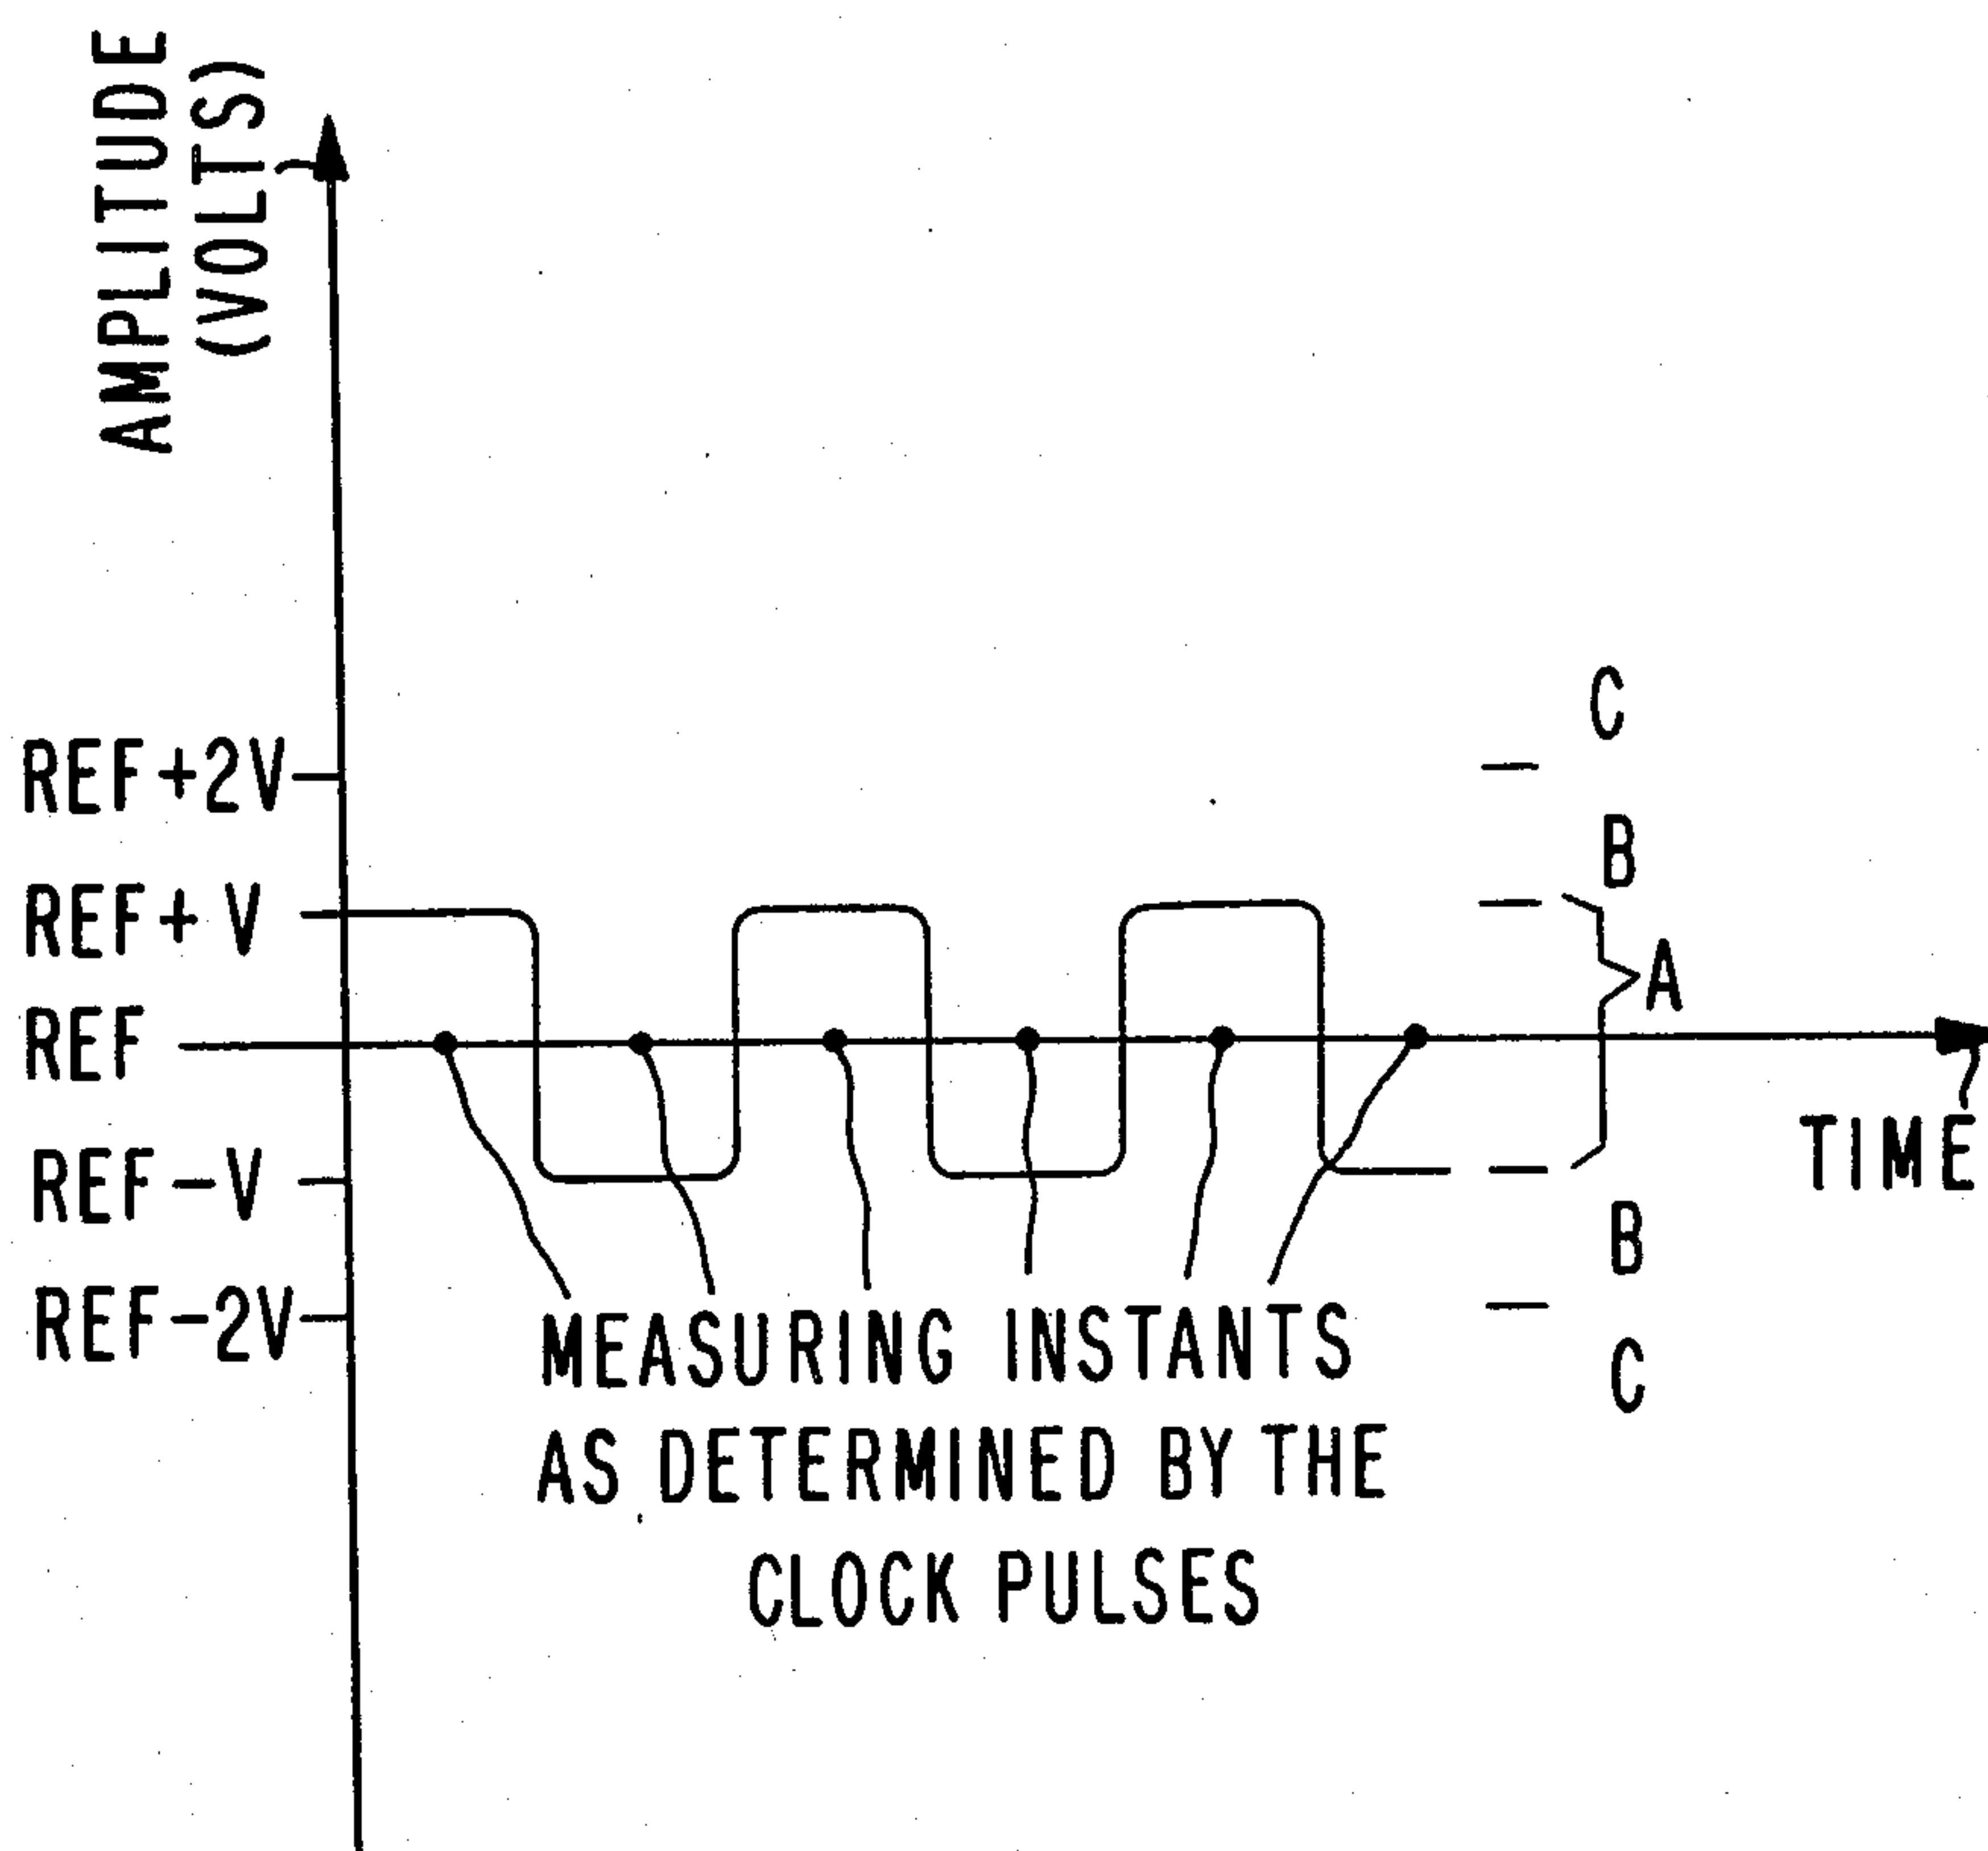 AMPLITUDE
(VOLTS)
C
REF+2V
B
REF+V
A
REF
TIME
REF-V
B
REF-2V
MEASURING INSTANTS
C
AS DETERMINED BY THE
CLOCK PULSES